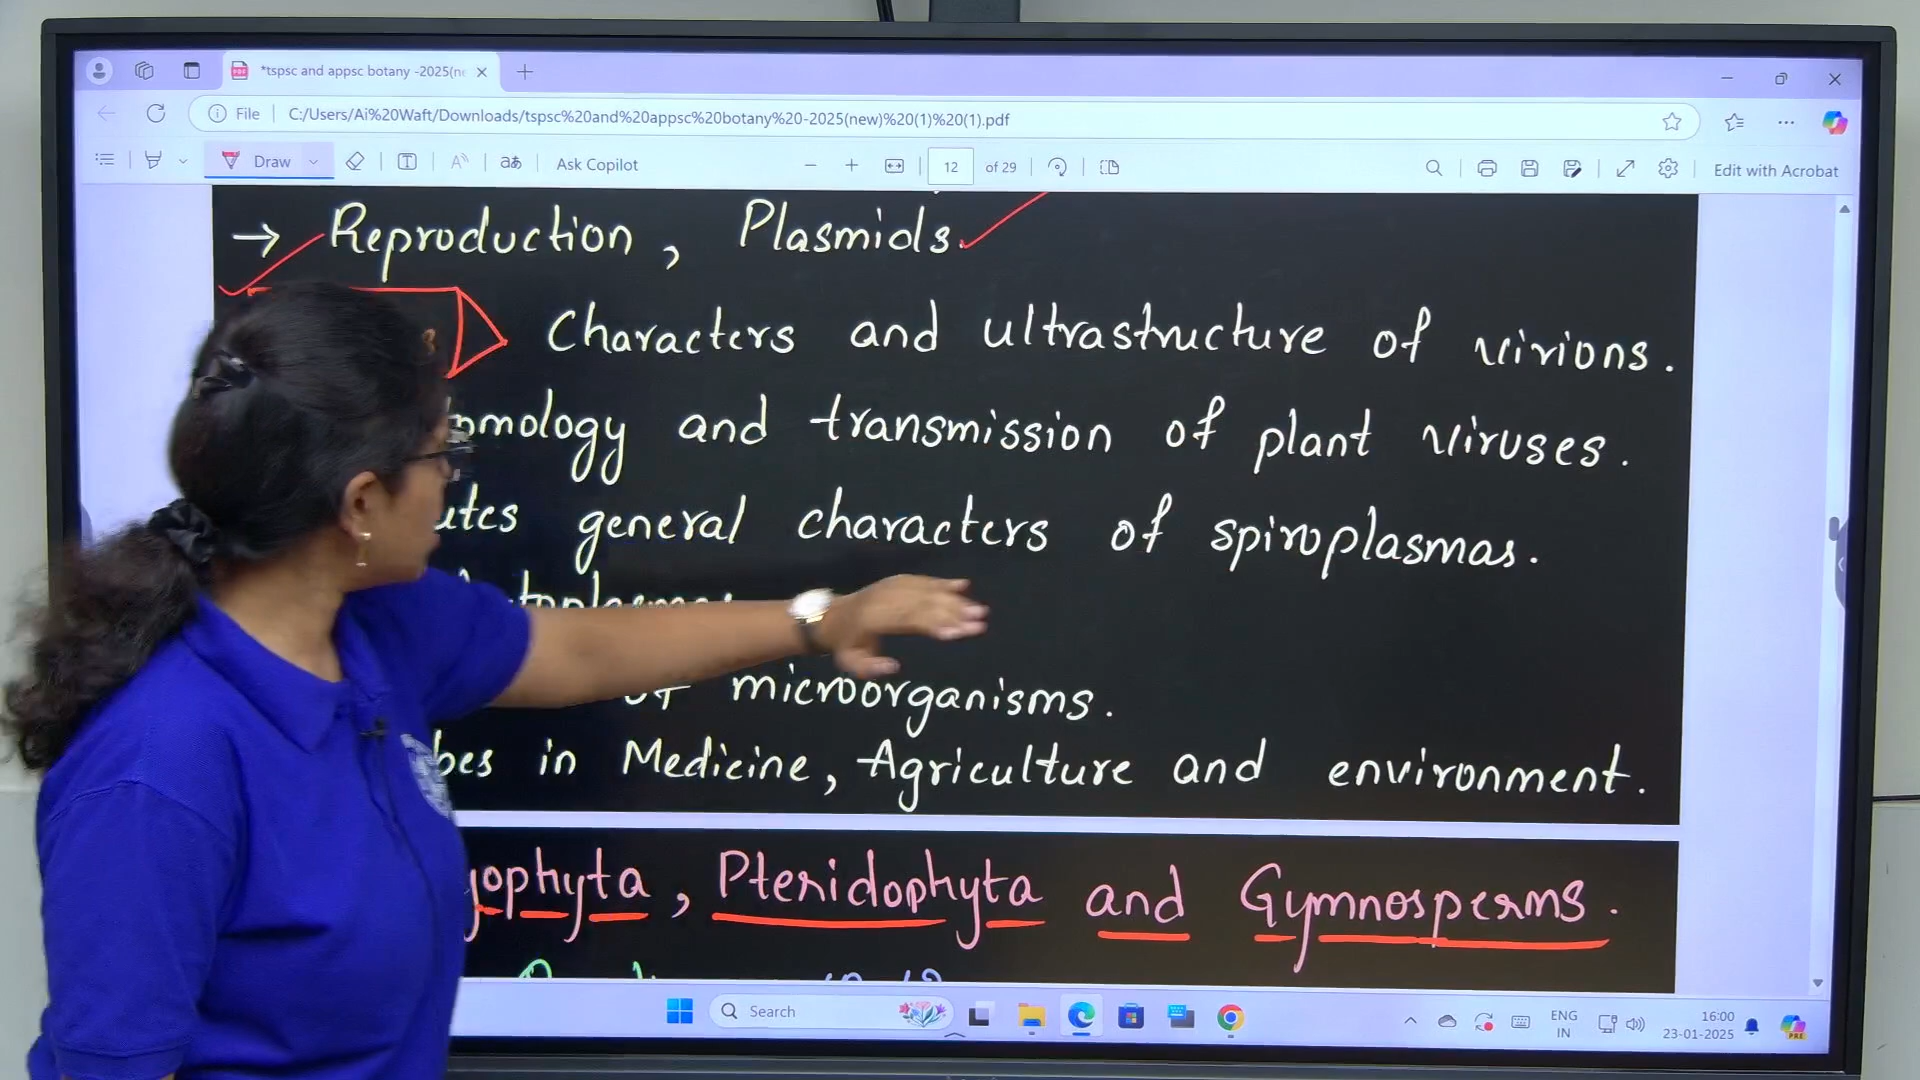 *tspsc and appsc botany -2025(ne
File C:/Users/Ai%20Waft/Downloads/tspsc%20and%20appsc%20botany%20-2025(new)%20(1)%20(1).pdf
Draw Ask Copilot 12 of 29 Edit with Acrobat
→ Reproduction, Plasmids.
Characters and ultrastructure of virions.
omology and transmission of plant viruses.
utes general characters of spiroplasmas.
of microorganisms.
bes in Medicine, Agriculture and environment.
yophyta, Pteridophyta and Gymnosperms.
Search ENG IN 16:00 23-01-2025